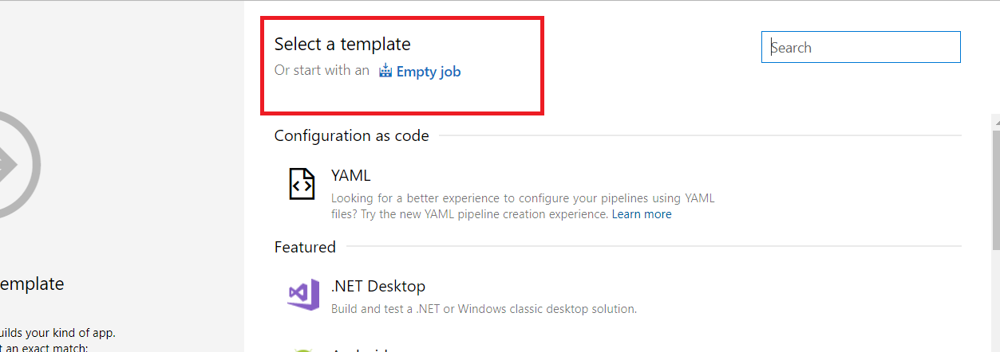 Select a template
Or start with an Empty job
Search
Configuration as code
YAML
Looking for a better experience to configure your pipelines using YAML
files? Try the new YAML pipeline creation experience. Learn more
Featured
.NET Desktop
Build and test a .NET or Windows classic desktop solution.
emplate
uilds your kind of app.
t an exact match: